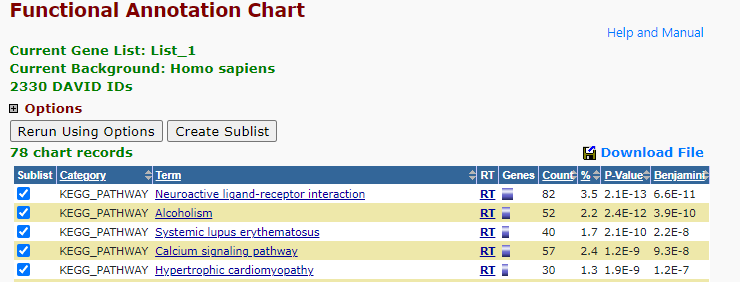 Functional Annotation Chart
Help and Manual
Current Gene List: List_1
Current Background: Homo sapiens
2330 DAVID IDs
Options
Rerun Using Options Create Sublist
78 chart records Download File
Sublist Category Term RT Genes Count % P-Value Benjamini
KEGG_PATHWAY Neuroactive ligand-receptor interaction RT 82 3.5 2.1E-13 6.6E-11
KEGG_PATHWAY Alcoholism RT 52 2.2 2.4E-12 3.9E-10
KEGG_PATHWAY Systemic lupus erythematosus RT 40 1.7 2.1E-10 2.2E-8
KEGG_PATHWAY Calcium signaling pathway RT 57 2.4 1.2E-9 9.3E-8
KEGG_PATHWAY Hypertrophic cardiomyopathy RT 30 1.3 1.9E-9 1.2E-7